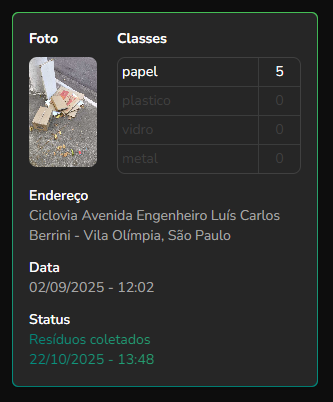 Foto
Classes
papel 5
plastico 0
vidro 0
metal 0
Endereço
Ciclovia Avenida Engenheiro Luís Carlos
Berrini - Vila Olímpia, São Paulo
Data
02/09/2025 - 12:02
Status
Resíduos coletados
22/10/2025 - 13:48